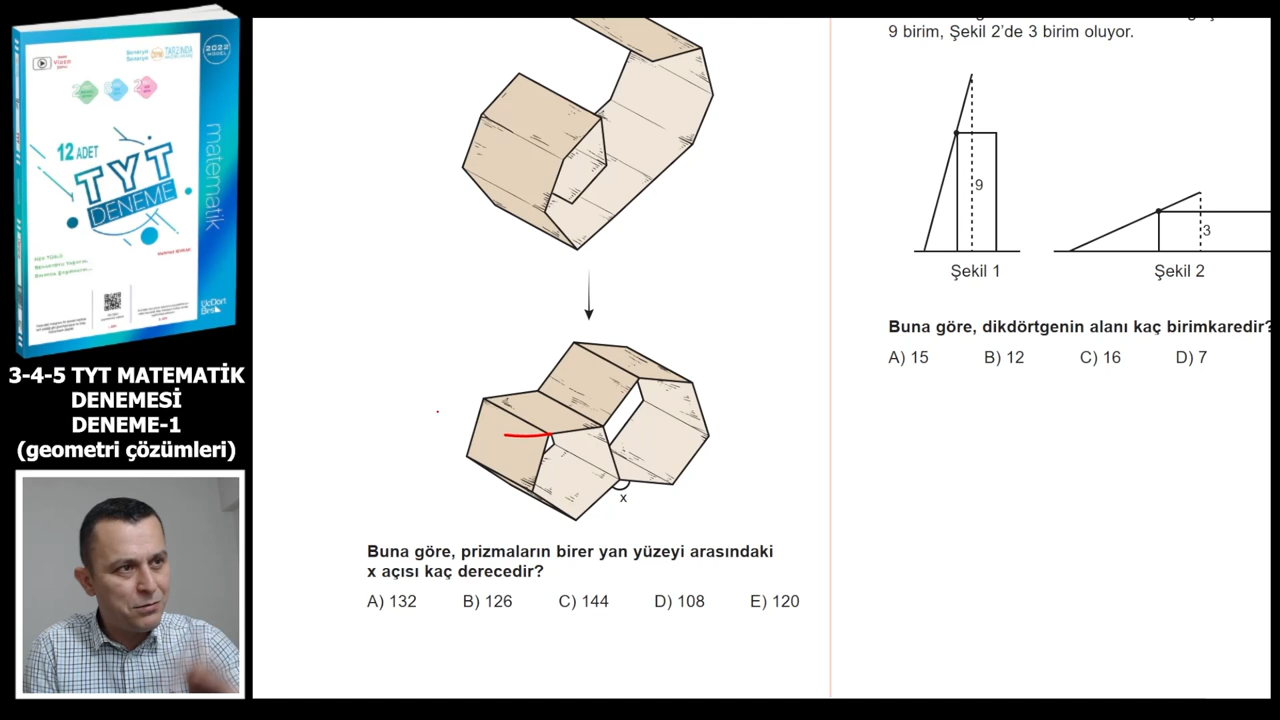 12 ADET
TYT
DENEME
matematik
2022
3-4-5 TYT MATEMATİK
DENEMESİ
DENEME-1
(geometri çözümleri)
x
Buna göre, prizmaların birer yan yüzeyi arasındaki
x açısı kaç derecedir?
A) 132 B) 126 C) 144 D) 108 E) 120
9 birim, Şekil 2'de 3 birim oluyor.
9
3
Şekil 1 Şekil 2
Buna göre, dikdörtgenin alanı kaç birimkaredir?
A) 15 B) 12 C) 16 D) 7